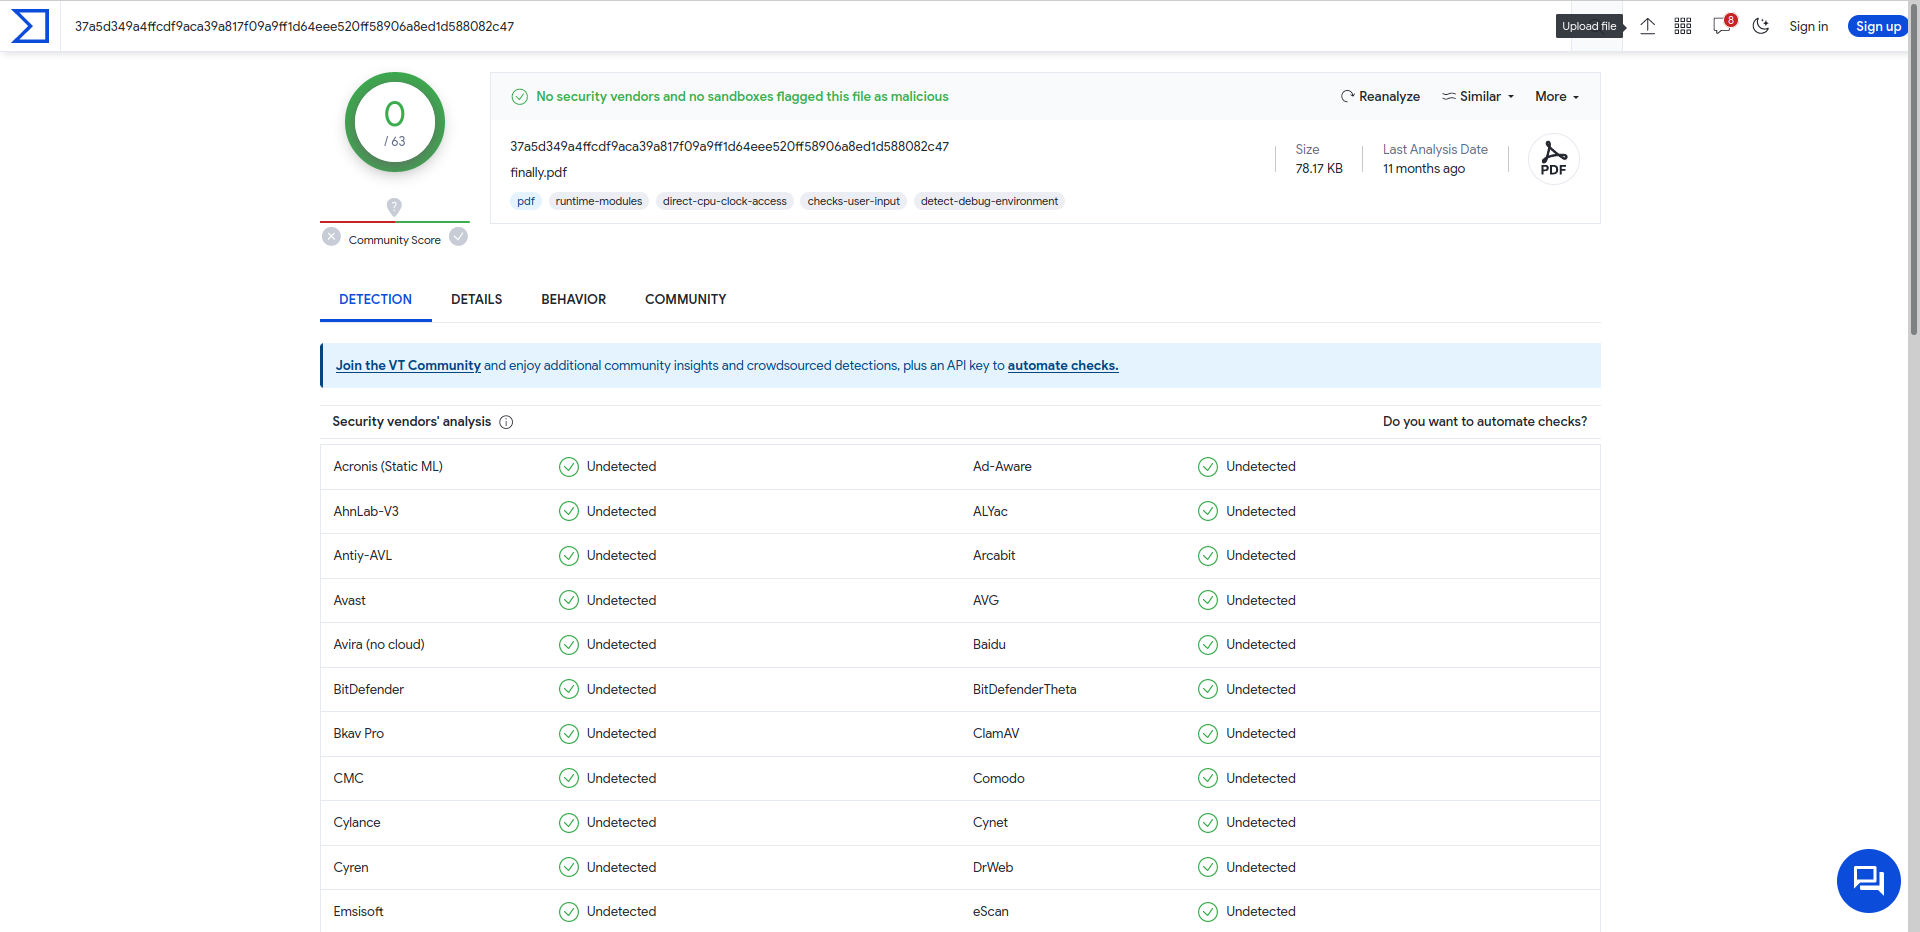 37a5d349a4ffcdf9aca39a817f09a9ff1d64eee520ff58906a8ed1d588082c47
Upload file
8
Sign in
Sign up
0
/ 63
?
Community Score
No security vendors and no sandboxes flagged this file as malicious
Reanalyze
Similar
More
37a5d349a4ffcdf9aca39a817f09a9ff1d64eee520ff58906a8ed1d588082c47
finally.pdf
pdf
runtime-modules
direct-cpu-clock-access
checks-user-input
detect-debug-environment
Size
78.17 KB
Last Analysis Date
11 months ago
PDF
DETECTION
DETAILS
BEHAVIOR
COMMUNITY
Join the VT Community and enjoy additional community insights and crowdsourced detections, plus an API key to automate checks.
Security vendors' analysis
Do you want to automate checks?
Acronis (Static ML) Undetected Ad-Aware Undetected
AhnLab-V3 Undetected ALYac Undetected
Antiy-AVL Undetected Arcabit Undetected
Avast Undetected AVG Undetected
Avira (no cloud) Undetected Baidu Undetected
BitDefender Undetected BitDefenderTheta Undetected
Bkav Pro Undetected ClamAV Undetected
CMC Undetected Comodo Undetected
Cylance Undetected Cynet Undetected
Cyren Undetected DrWeb Undetected
Emsisoft Undetected eScan Undetected